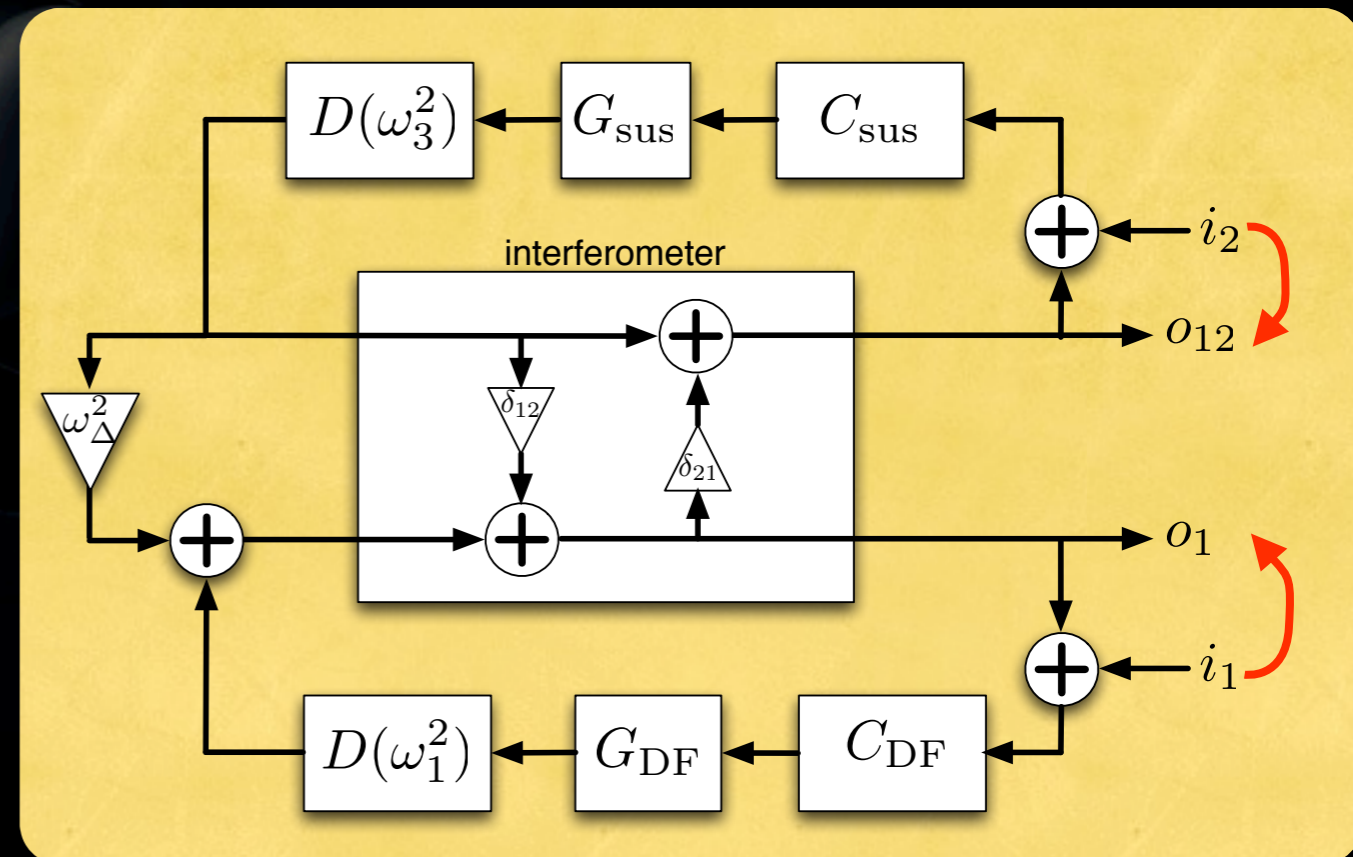 D(ω₃²) G_sus C_sus
i₂
interferometer
o₁₂
ω_Δ² δ₁₂
δ₂₁
o₁
i₁
D(ω₁²) G_DF C_DF